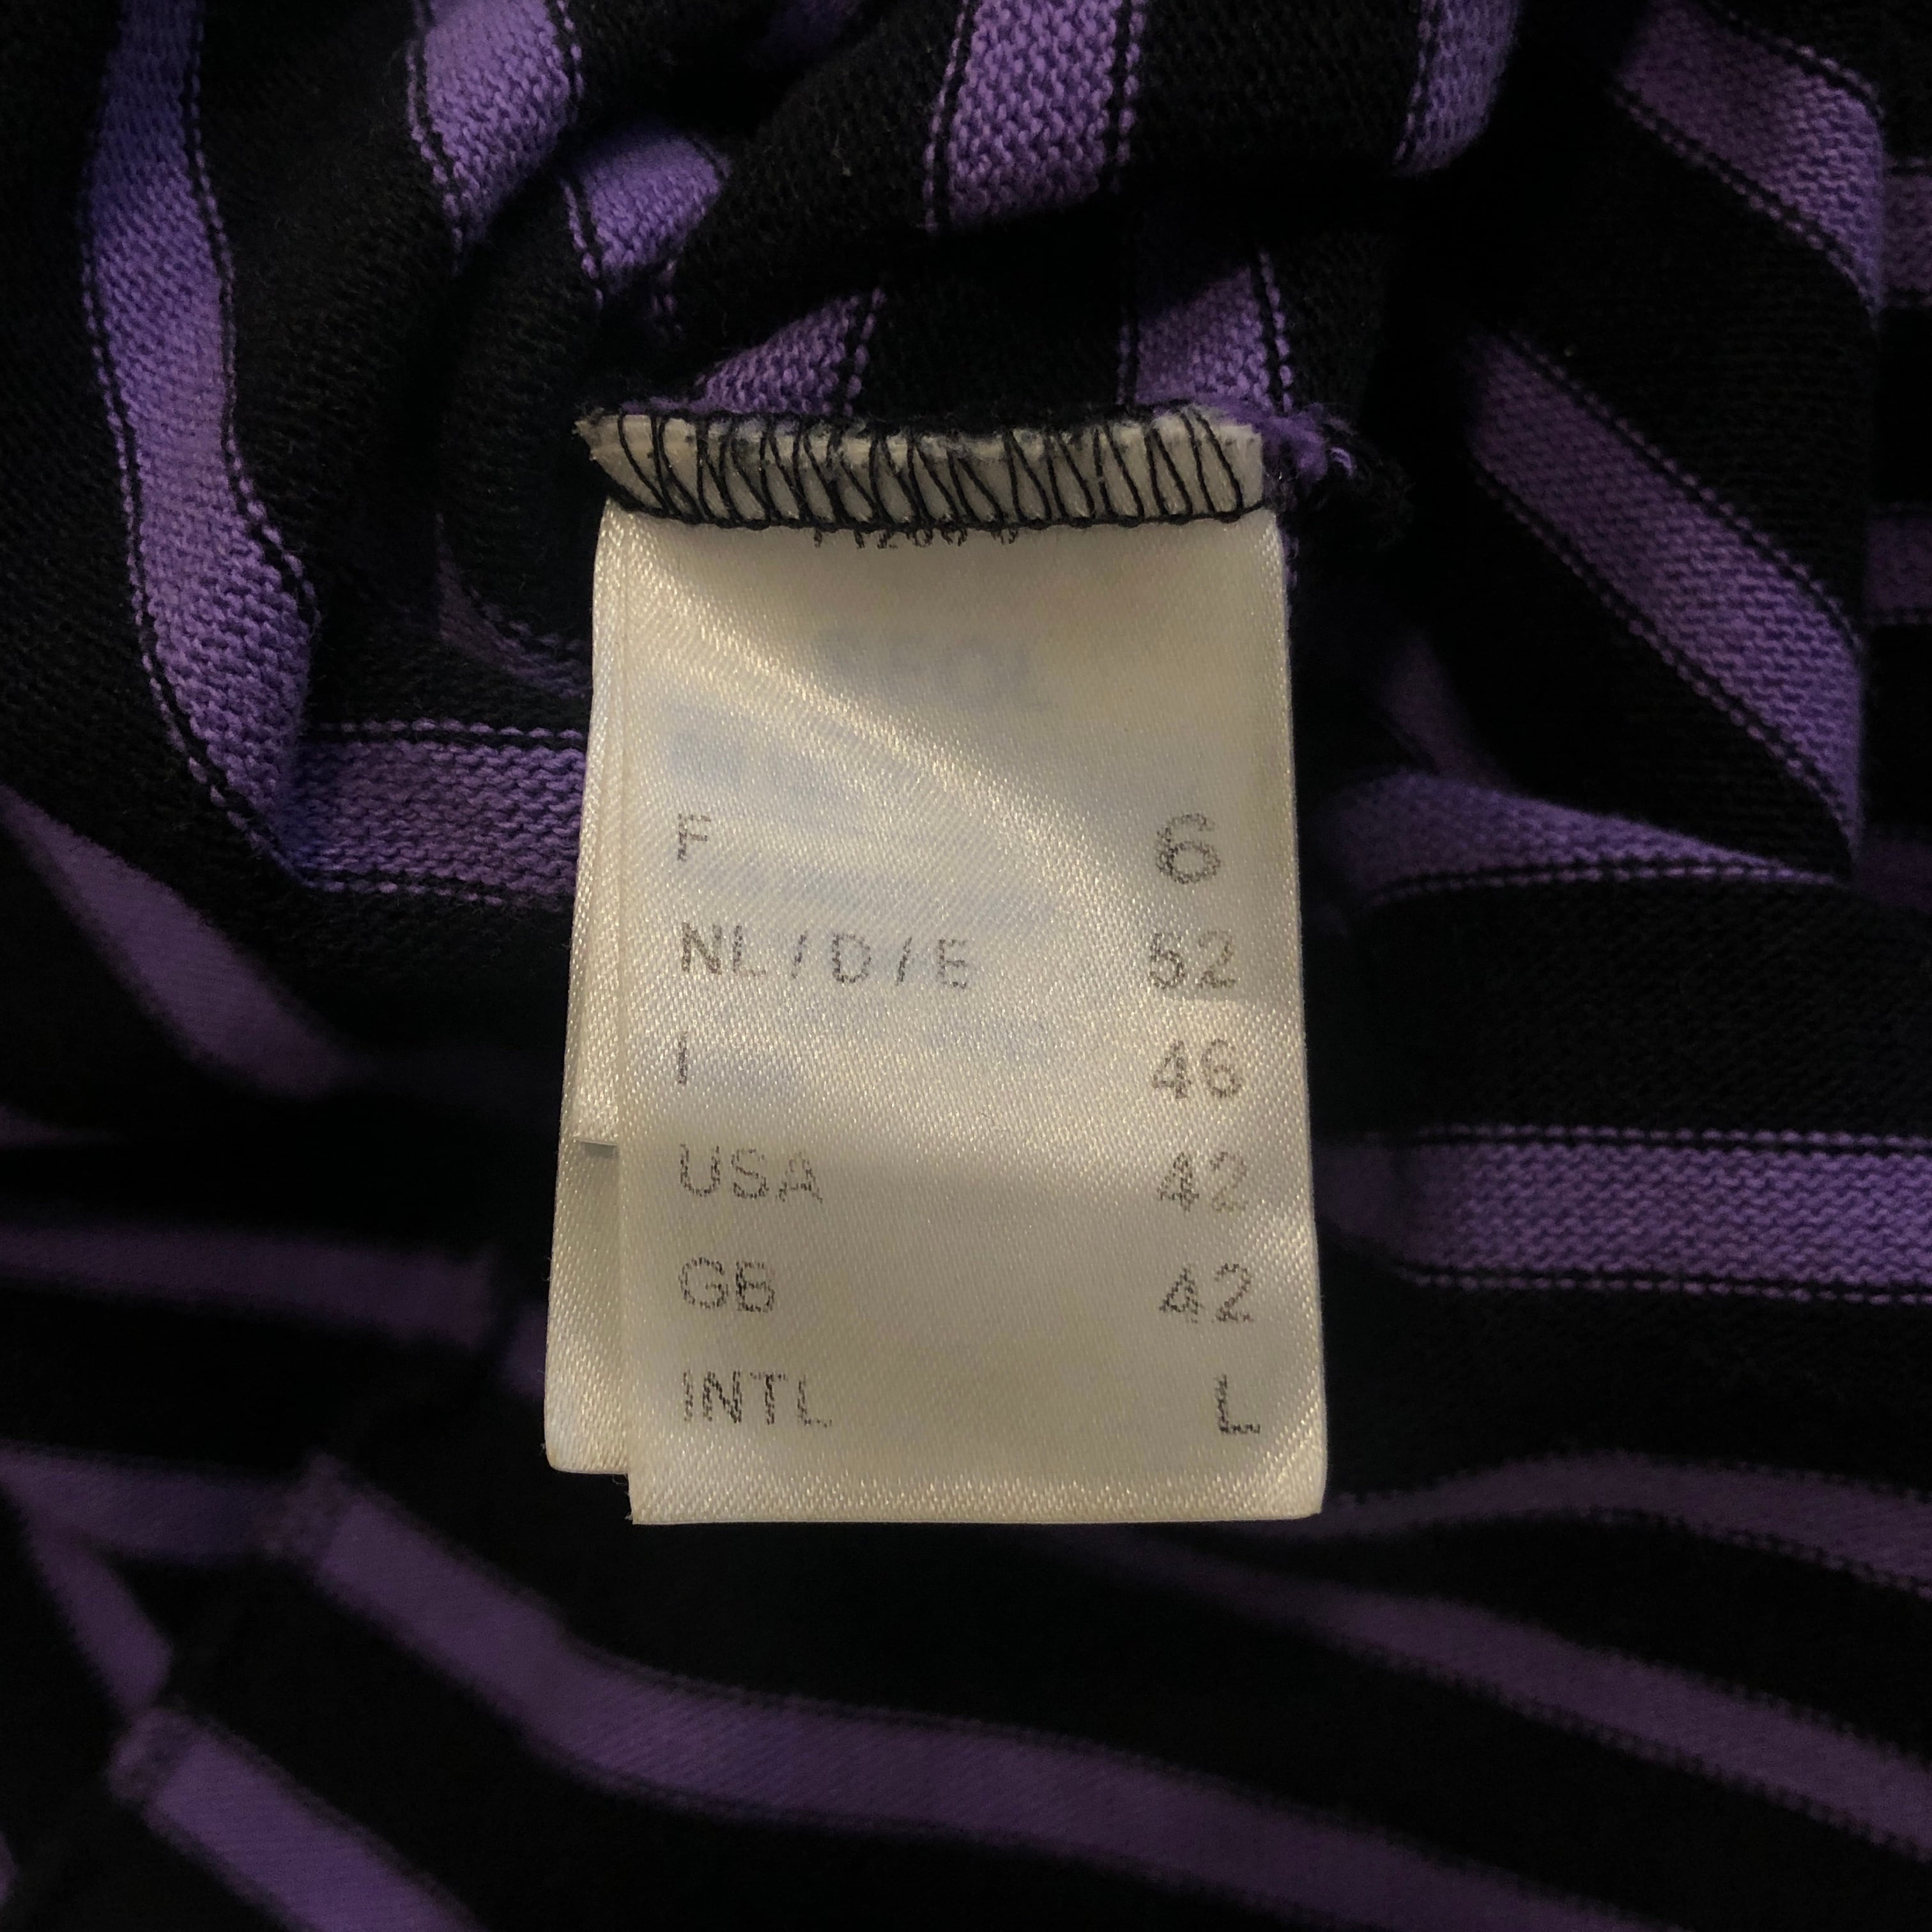 F 6
NL / D / E 52
I 46
USA 42
GB 42
INTL L